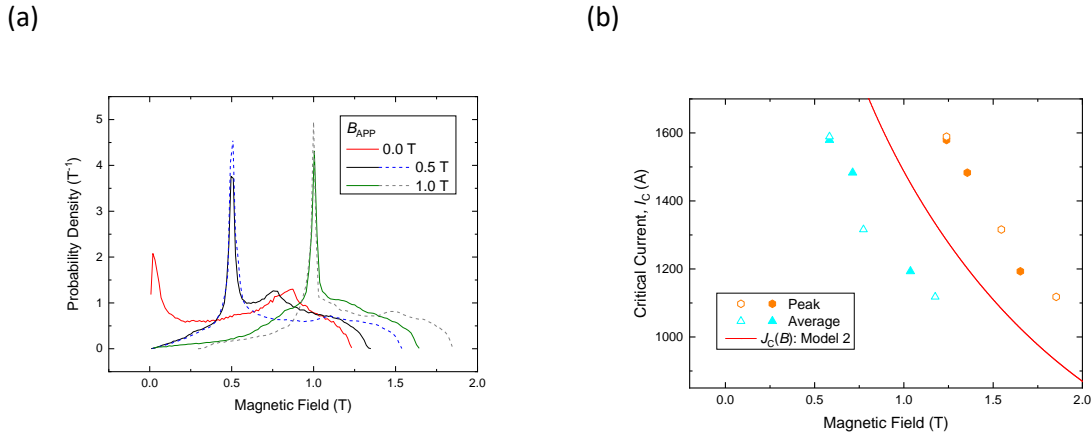 (a)
(b)
5
4
3
2
1
0
Probability Density (T⁻¹)
B_APP
0.0 T
0.5 T
1.0 T
0.0 0.5 1.0 1.5 2.0
Magnetic Field (T)
1600
1400
1200
1000
Critical Current, I_C (A)
Peak
Average
J_C(B): Model 2
0.0 0.5 1.0 1.5 2.0
Magnetic Field (T)